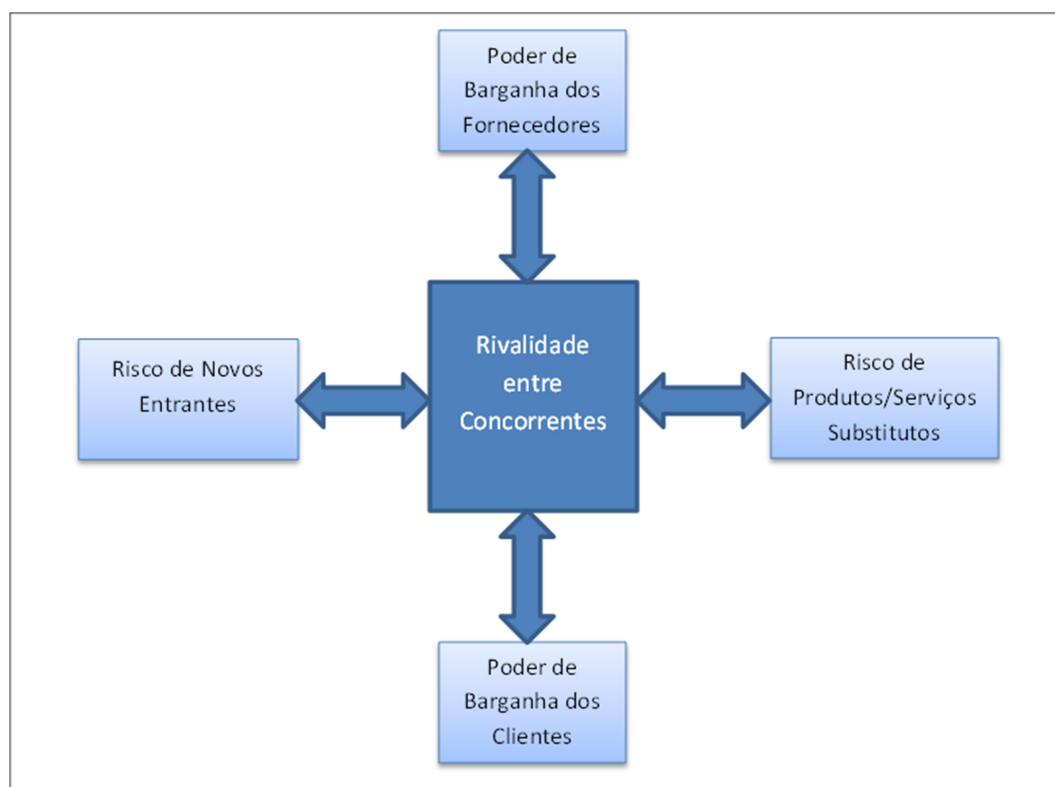 Poder de
Barganha dos
Fornecedores
Risco de Novos
Entrantes
Rivalidade
entre
Concorrentes
Risco de
Produtos/Serviços
Substitutos
Poder de
Barganha dos
Clientes